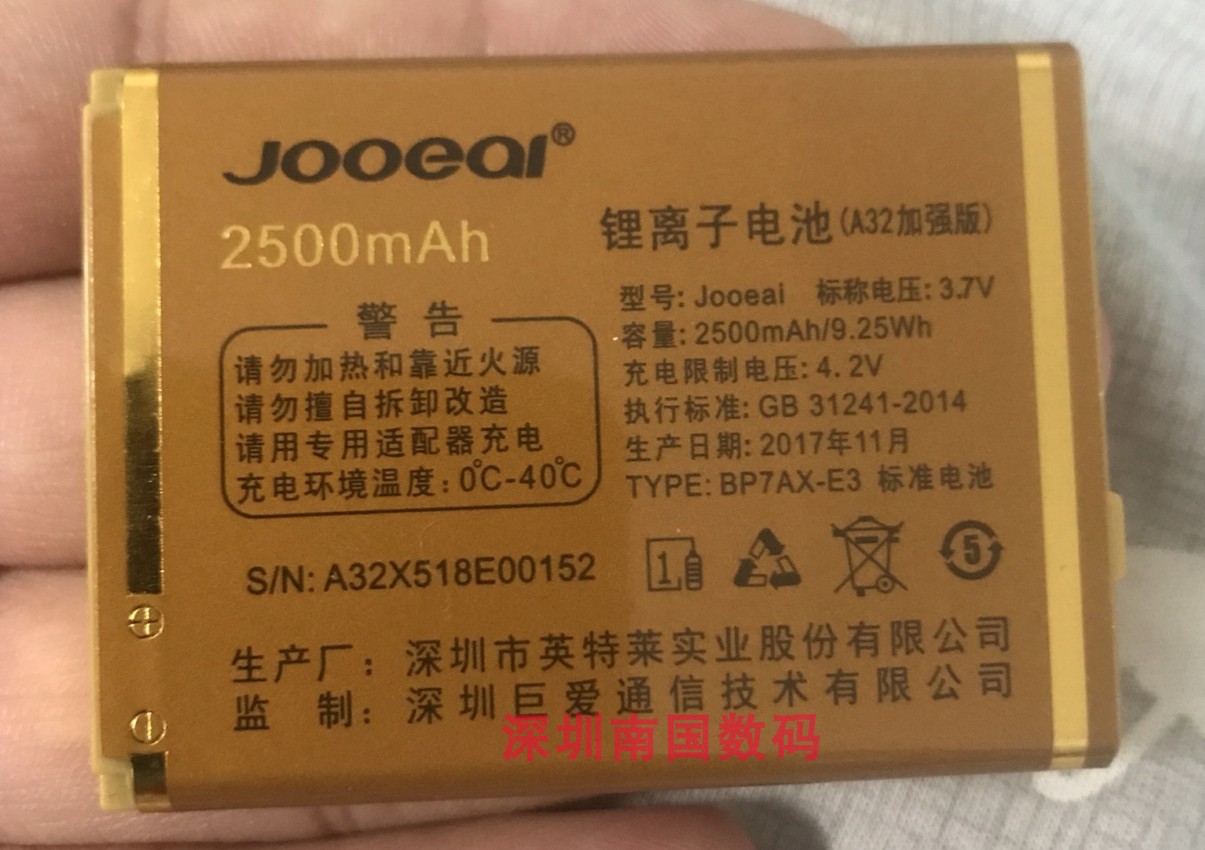 Jooeai®
2500mAh
锂离子电池(A32加强版)
警 告
请勿加热和靠近火源
请勿擅自拆卸改造
请用专用适配器充电
充电环境温度:0℃-40℃
型号: Jooeai 标称电压: 3.7V
容量: 2500mAh/9.25Wh
充电限制电压: 4.2V
执行标准: GB 31241-2014
生产日期: 2017年11月
TYPE: BP7AX-E3 标准电池
S/N: A32X518E00152
1
5
生产厂: 深圳市英特莱实业股份有限公司
监 制: 深圳巨爱通信技术有限公司
深圳南国数码